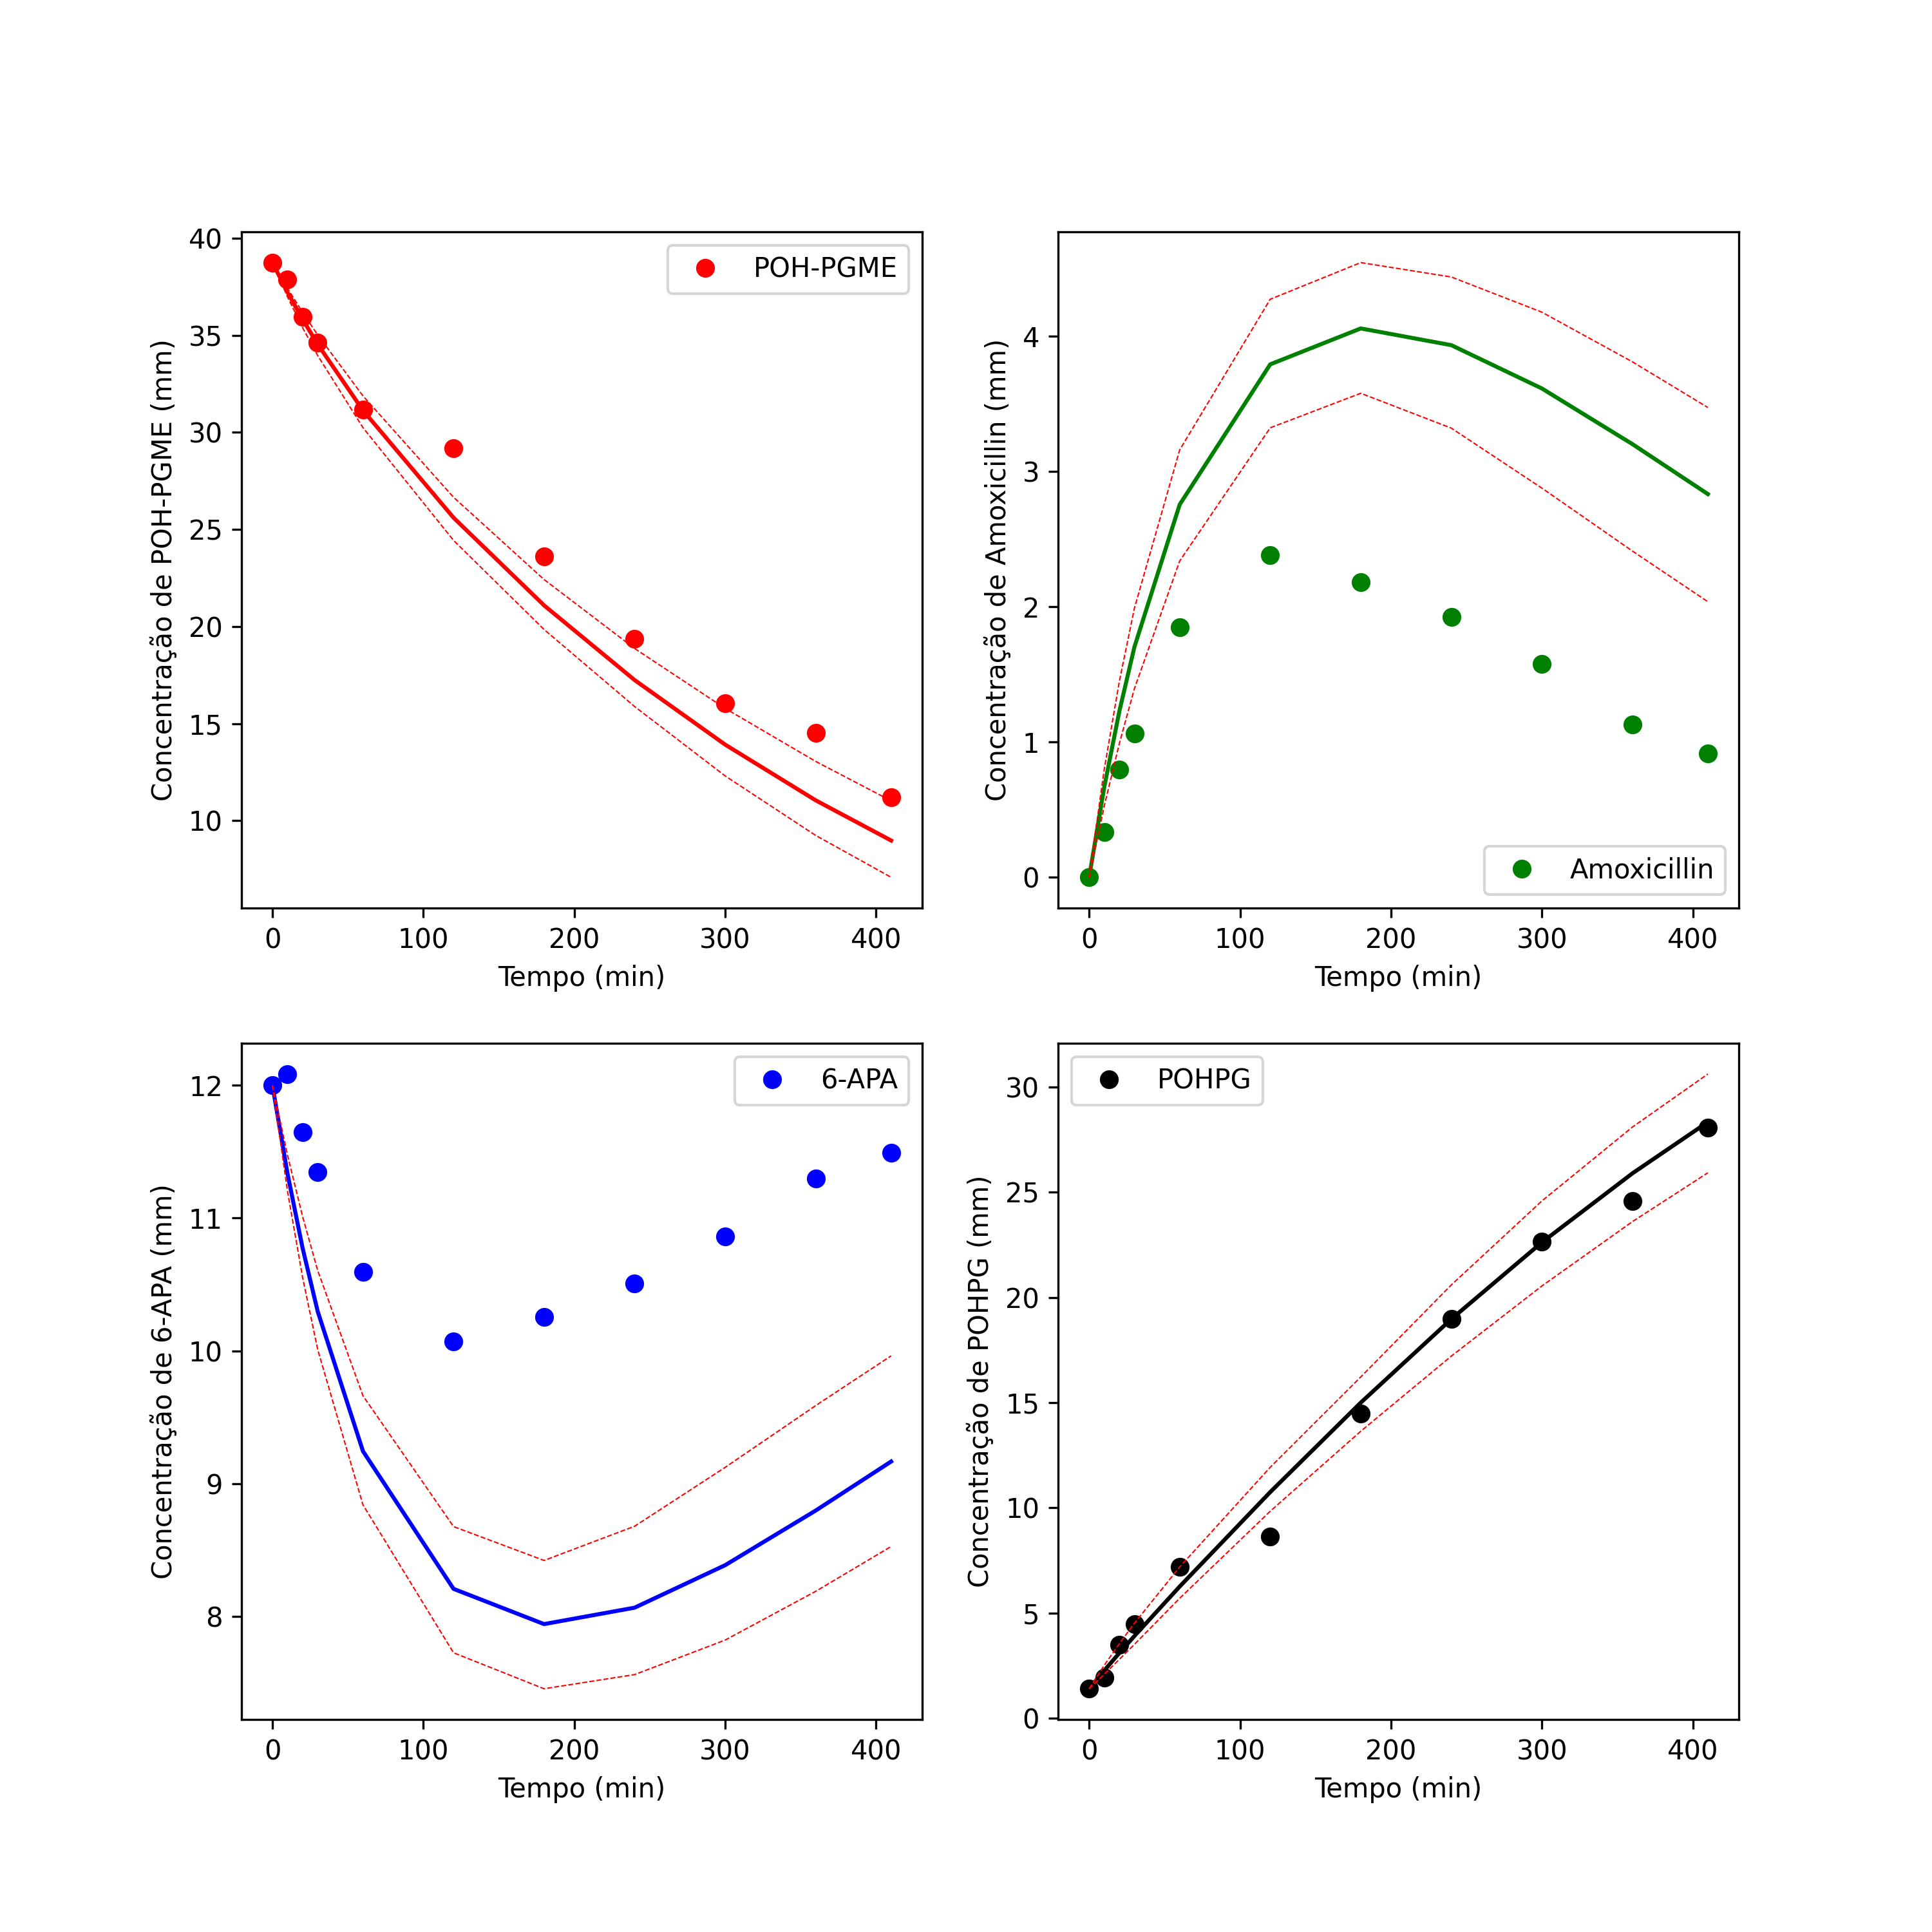 POH-PGME
Concentração de POH-PGME (mm)
40
35
30
25
20
15
10
0 100 200 300 400
Tempo (min)
Amoxicillin
Concentração de Amoxicillin (mm)
4
3
2
1
0
0 100 200 300 400
Tempo (min)
6-APA
Concentração de 6-APA (mm)
12
11
10
9
8
0 100 200 300 400
Tempo (min)
POHPG
Concentração de POHPG (mm)
30
25
20
15
10
5
0
0 100 200 300 400
Tempo (min)